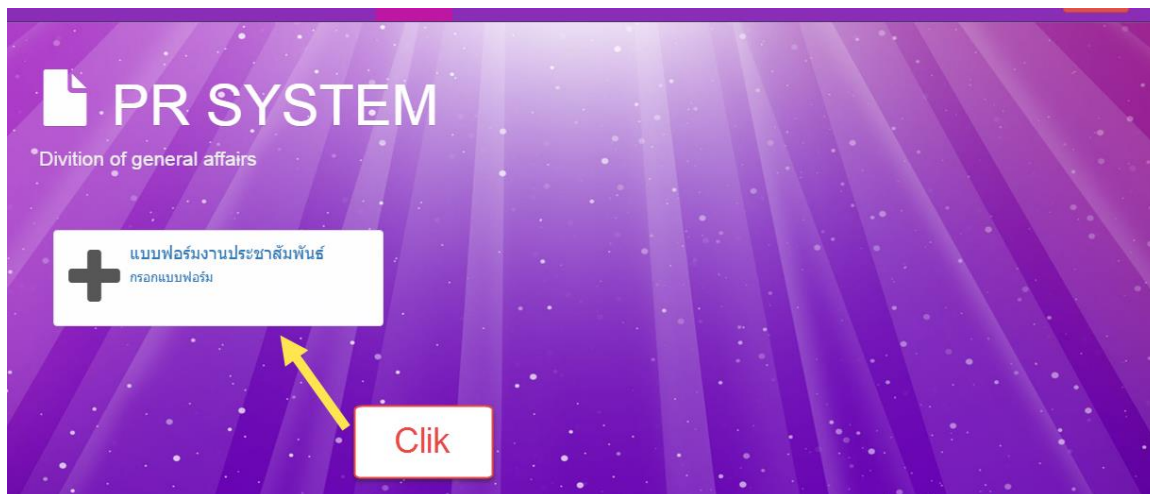 PR SYSTEM
Divition of general affairs
แบบฟอร์มงานประชาสัมพันธ์
กรอกแบบฟอร์ม
Clik